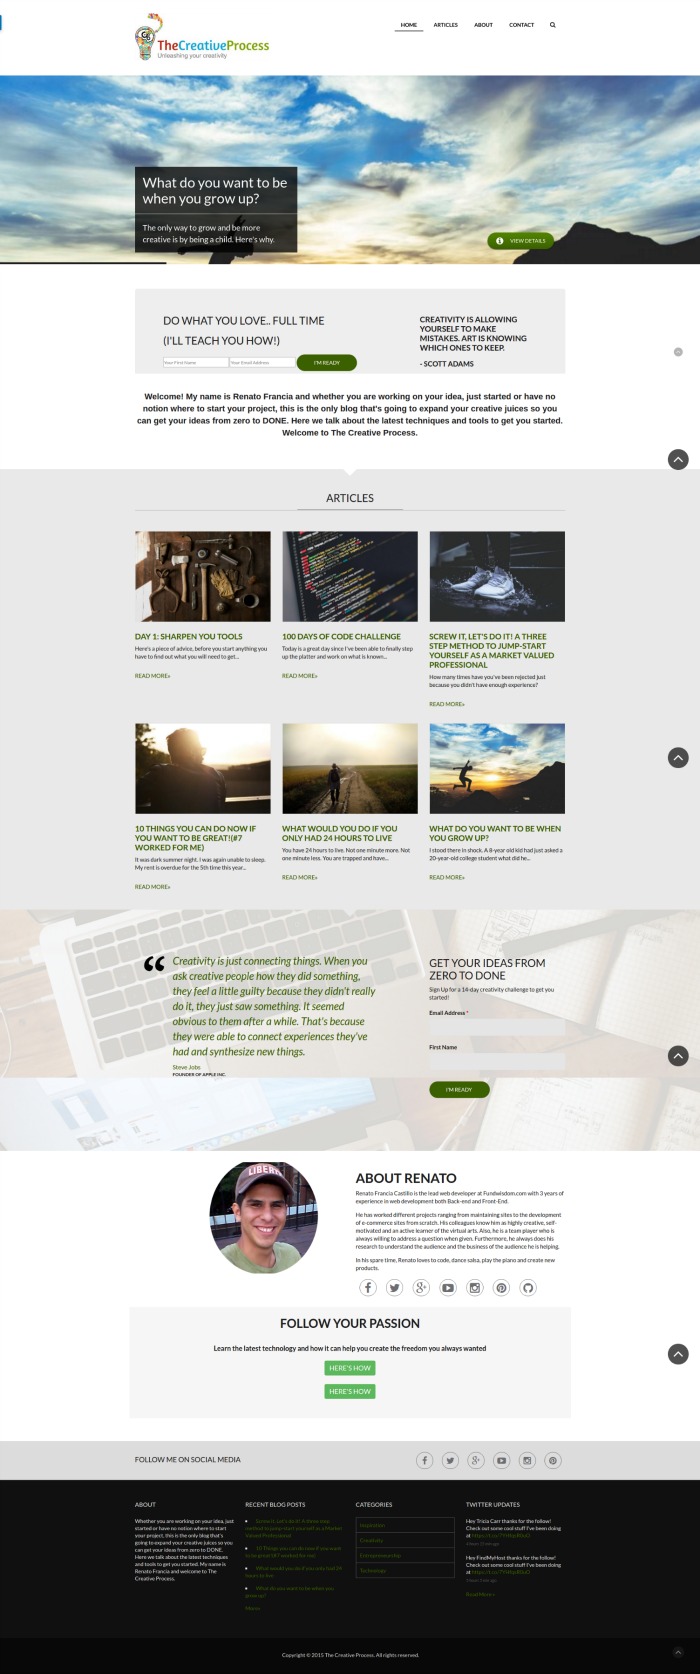 TheCreativeProcess
Unleashing your creativity
HOME
ARTICLES
ABOUT
CONTACT
What do you want to be
when you grow up?
The only way to grow and be more
creative is by being a child. Here's why.
VIEW DETAILS
DO WHAT YOU LOVE.. FULL TIME
(I'LL TEACH YOU HOW!)
Your First Name
Your Email Address
I'M READY
CREATIVITY IS ALLOWING
YOURSELF TO MAKE
MISTAKES. ART IS KNOWING
WHICH ONES TO KEEP.
- SCOTT ADAMS
Welcome! My name is Renato Francia and whether you are working on your idea, just started or have no
notion where to start your project, this is the only blog that's going to expand your creative juices so you
can get your ideas from zero to DONE. Here we talk about the latest techniques and tools to get you started.
Welcome to The Creative Process.
ARTICLES
DAY 1: SHARPEN YOU TOOLS
Here's a piece of advice, before you start anything you
have to find out what you will need to get...
READ MORE»
100 DAYS OF CODE CHALLENGE
Today is a great day since I've been able to finally step
up the platter and work on what is known...
READ MORE»
SCREW IT, LET'S DO IT! A THREE
STEP METHOD TO JUMP-START
YOURSELF AS A MARKET VALUED
PROFESSIONAL
How many times have you've been rejected just
because you didn't have enough experience?
READ MORE»
10 THINGS YOU CAN DO NOW IF
YOU WANT TO BE GREAT!(#7
WORKED FOR ME)
It was dark summer night. I was again unable to sleep.
My rent is overdue for the 5th time this year...
READ MORE»
WHAT WOULD YOU DO IF YOU
ONLY HAD 24 HOURS TO LIVE
You have 24 hours to live. Not one minute more. Not
one minute less. You are trapped and have...
READ MORE»
WHAT DO YOU WANT TO BE WHEN
YOU GROW UP?
I stood there in shock. A 8-year old kid had just asked a
20-year-old college student what did he...
READ MORE»
“ Creativity is just connecting things. When you
ask creative people how they did something,
they feel a little guilty because they didn't really
do it, they just saw something. It seemed
obvious to them after a while. That's because
they were able to connect experiences they've
had and synthesize new things.
Steve Jobs
FOUNDER OF APPLE INC.
GET YOUR IDEAS FROM
ZERO TO DONE
Sign Up for a 14-day creativity challenge to get you
started!
Email Address *
First Name
I'M READY
LIBERT
ABOUT RENATO
Renato Francia Castillo is the lead web developer at Fundwisdom.com with 3 years of
experience in web development both Back-end and Front-End.
He has worked different projects ranging from maintaining sites to the development
of e-commerce sites from scratch. His colleagues know him as highly creative, self-
motivated and an active learner of the virtual arts. Also, he is a team player who is
always willing to address a question when given. Furthermore, he always does his
research to understand the audience and the business of the audience he is helping.
In his spare time, Renato loves to code, dance salsa, play the piano and create new
products.
FOLLOW YOUR PASSION
Learn the latest technology and how it can help you create the freedom you always wanted
HERE'S HOW
HERE'S HOW
FOLLOW ME ON SOCIAL MEDIA
ABOUT
Whether you are working on your idea, just
started or have no notion where to start
your project, this is the only blog that's
going to expand your creative juices so you
can get your ideas from zero to DONE.
Here we talk about the latest techniques
and tools to get you started. My name is
Renato Francia and welcome to The
Creative Process.
RECENT BLOG POSTS
Screw it, Let's do it! A three step
method to jump-start yourself as a Market
Valued Professional
10 Things you can do now if you want
to be great!(#7 worked for me)
What would you do if you only had 24
hours to live
What do you want to be when you
grow up?
More
CATEGORIES
Inspiration
Creativity
Entrepreneurship
Technology
TWITTER UPDATES
Hey Tricia Carr thanks for the follow!
Check out some cool stuff I've been doing
at
Hey FindMyHost thanks for the follow!
Check out some cool stuff I've been doing
at
Read More »
Copyright © 2015 The Creative Process. All rights reserved.